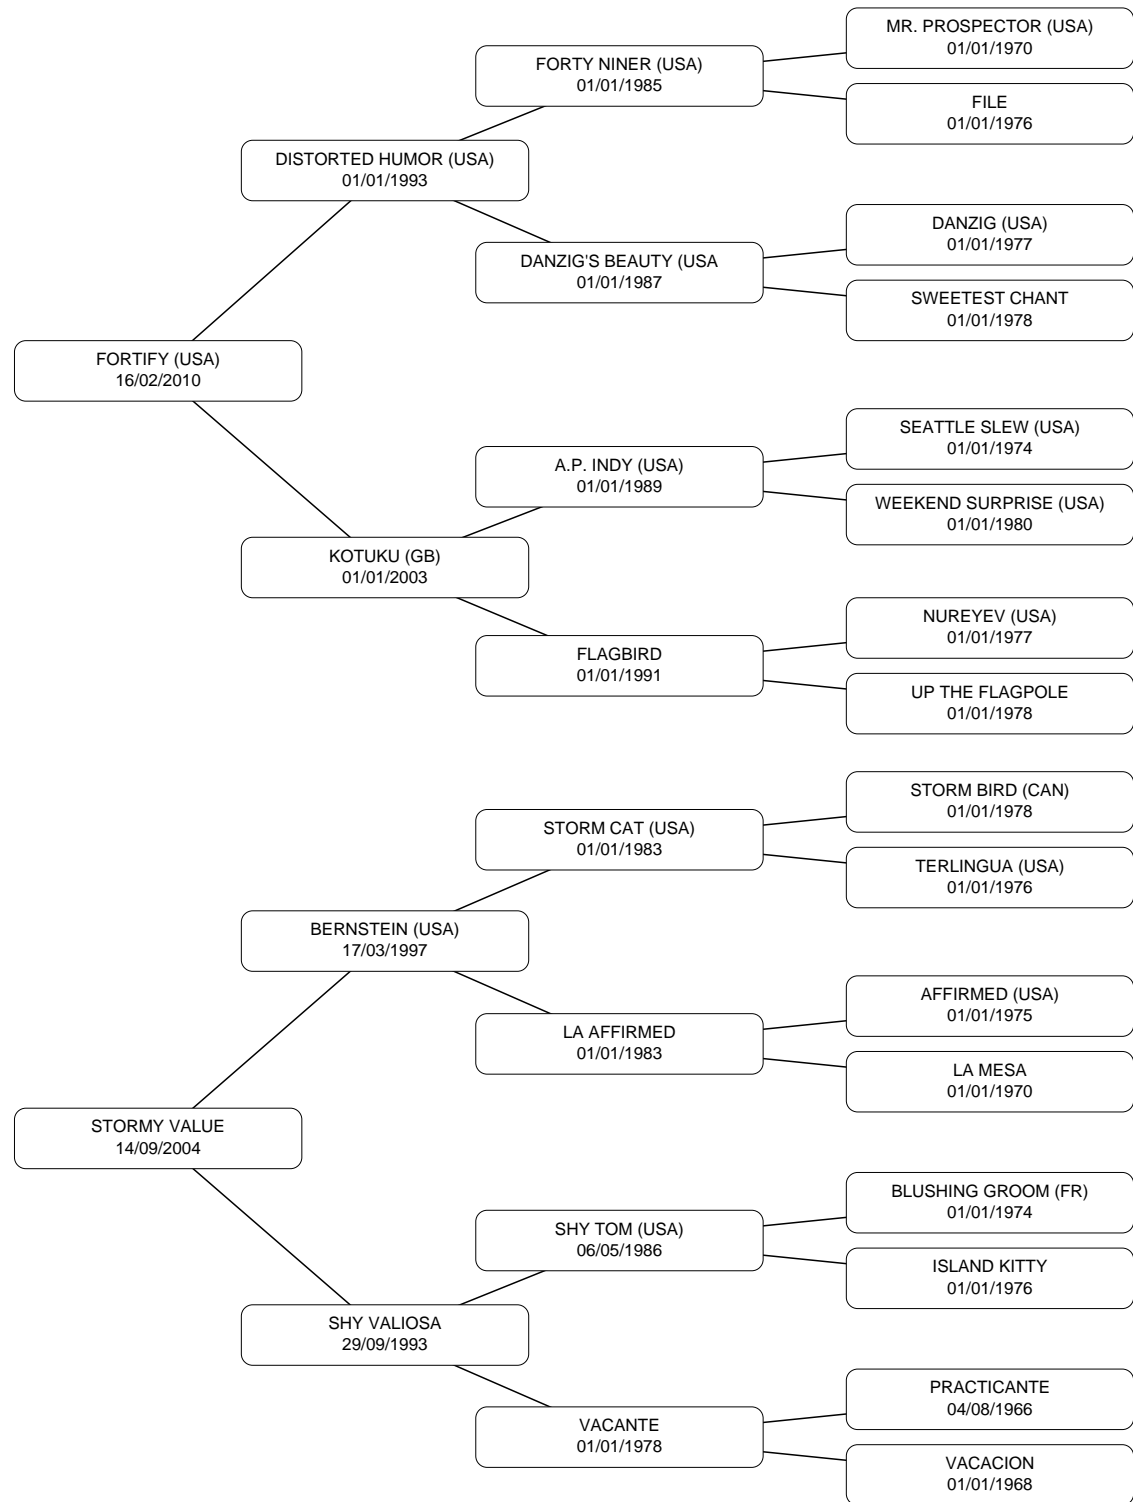 MR. PROSPECTOR (USA)
01/01/1970
FORTY NINER (USA)
01/01/1985
FILE
01/01/1976
DISTORTED HUMOR (USA)
01/01/1993
DANZIG (USA)
01/01/1977
DANZIG'S BEAUTY (USA
01/01/1987
SWEETEST CHANT
01/01/1978
FORTIFY (USA)
16/02/2010
SEATTLE SLEW (USA)
01/01/1974
A.P. INDY (USA)
01/01/1989
WEEKEND SURPRISE (USA)
01/01/1980
KOTUKU (GB)
01/01/2003
NUREYEV (USA)
01/01/1977
FLAGBIRD
01/01/1991
UP THE FLAGPOLE
01/01/1978
STORM BIRD (CAN)
01/01/1978
STORM CAT (USA)
01/01/1983
TERLINGUA (USA)
01/01/1976
BERNSTEIN (USA)
17/03/1997
AFFIRMED (USA)
01/01/1975
LA AFFIRMED
01/01/1983
LA MESA
01/01/1970
STORMY VALUE
14/09/2004
BLUSHING GROOM (FR)
01/01/1974
SHY TOM (USA)
06/05/1986
ISLAND KITTY
01/01/1976
SHY VALIOSA
29/09/1993
PRACTICANTE
04/08/1966
VACANTE
01/01/1978
VACACION
01/01/1968